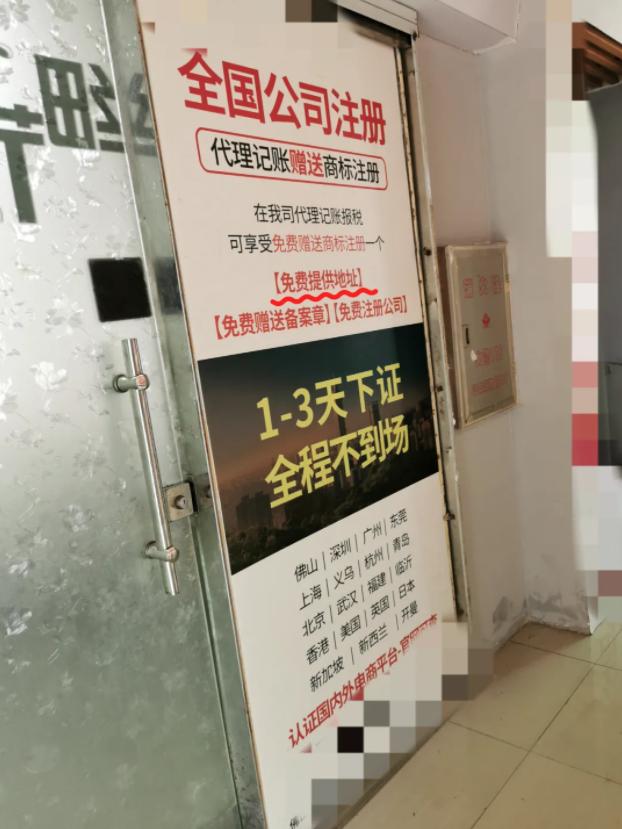 全国公司注册
代理记账赠送商标注册
在我司代理记账报税
可享受免费赠送商标注册一个
【免费提供地址】
【免费赠送备案章】【免费注册公司】
1-3天下证
全程不到场
佛山｜深圳｜广州｜东莞
上海｜义乌｜杭州｜青岛
北京｜武汉｜福建｜临沂
香港｜美国｜英国｜日本
新加坡｜新西兰｜开曼
认证国内外电商平台-官网可查